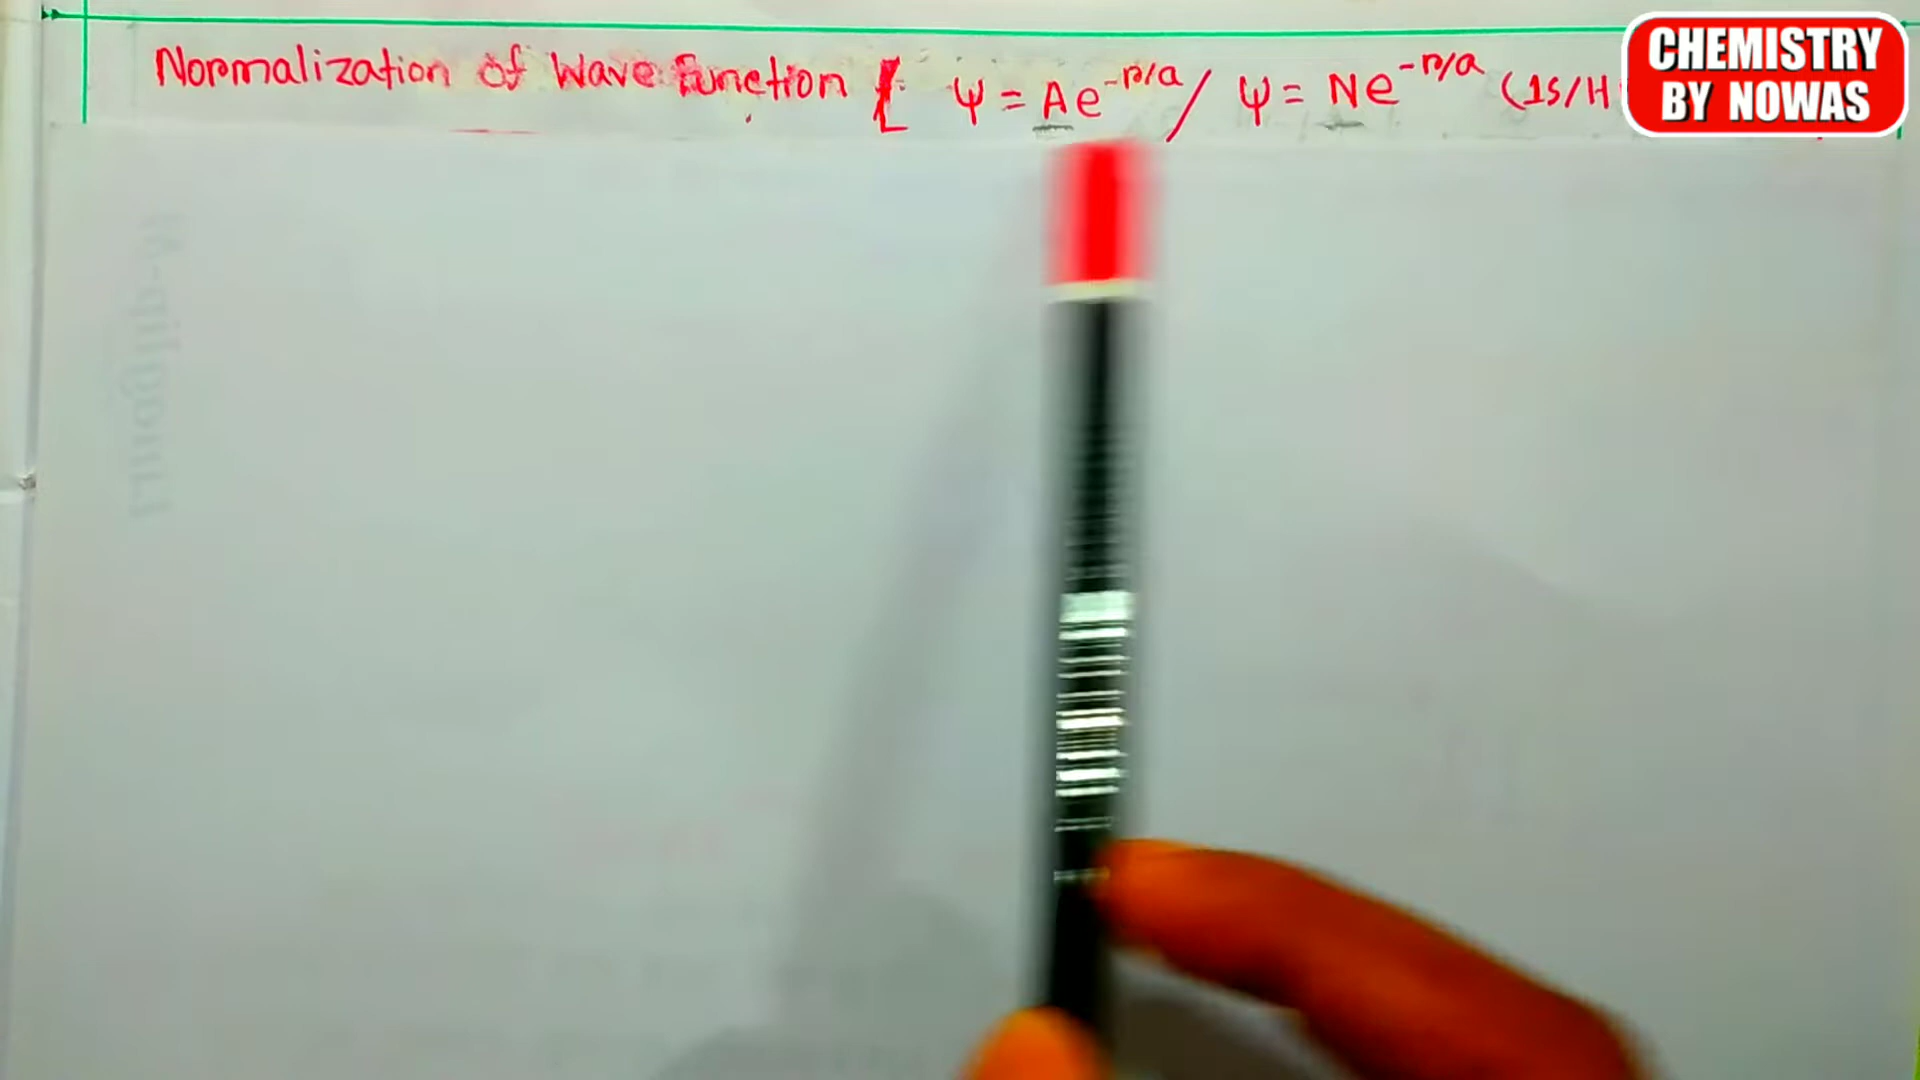 Normalization of Wave Function [ ψ = Ae^-r/a / ψ = Ne^-r/a (1S/H
CHEMISTRY
BY NOWAS